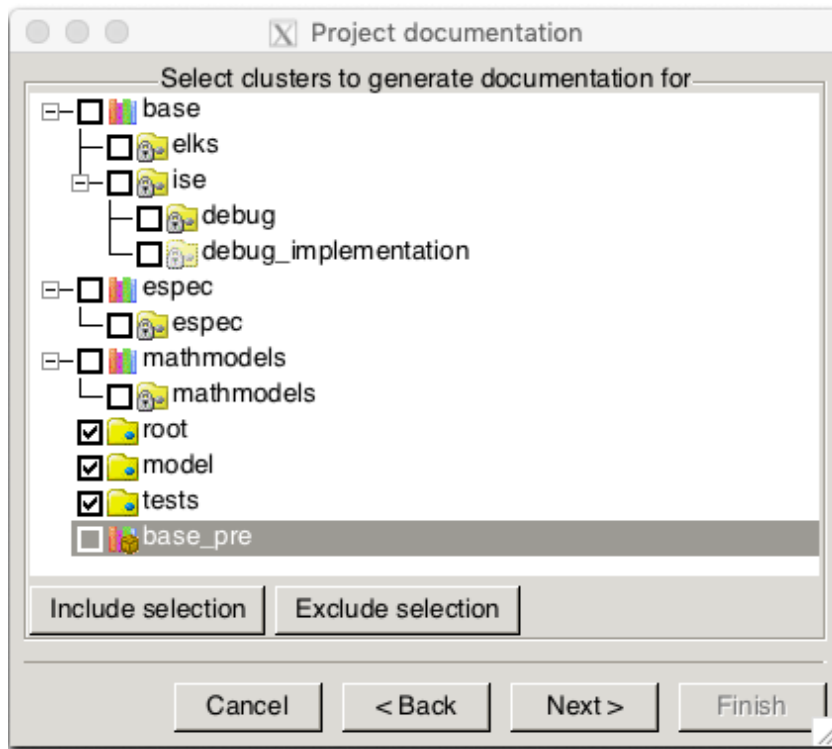 Project documentation
Select clusters to generate documentation for
base
elks
ise
debug
debug_implementation
espec
espec
mathmodels
mathmodels
root
model
tests
base_pre
Include selection Exclude selection
Cancel < Back Next > Finish